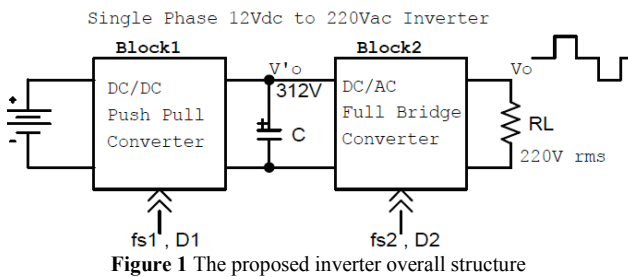 Single Phase 12Vdc to 220Vac Inverter
Block1
Block2
V'o
312V
Vo
DC/DC
Push Pull
Converter
C
DC/AC
Full Bridge
Converter
RL
220V rms
fs1 , D1
fs2 , D2
Figure 1 The proposed inverter overall structure